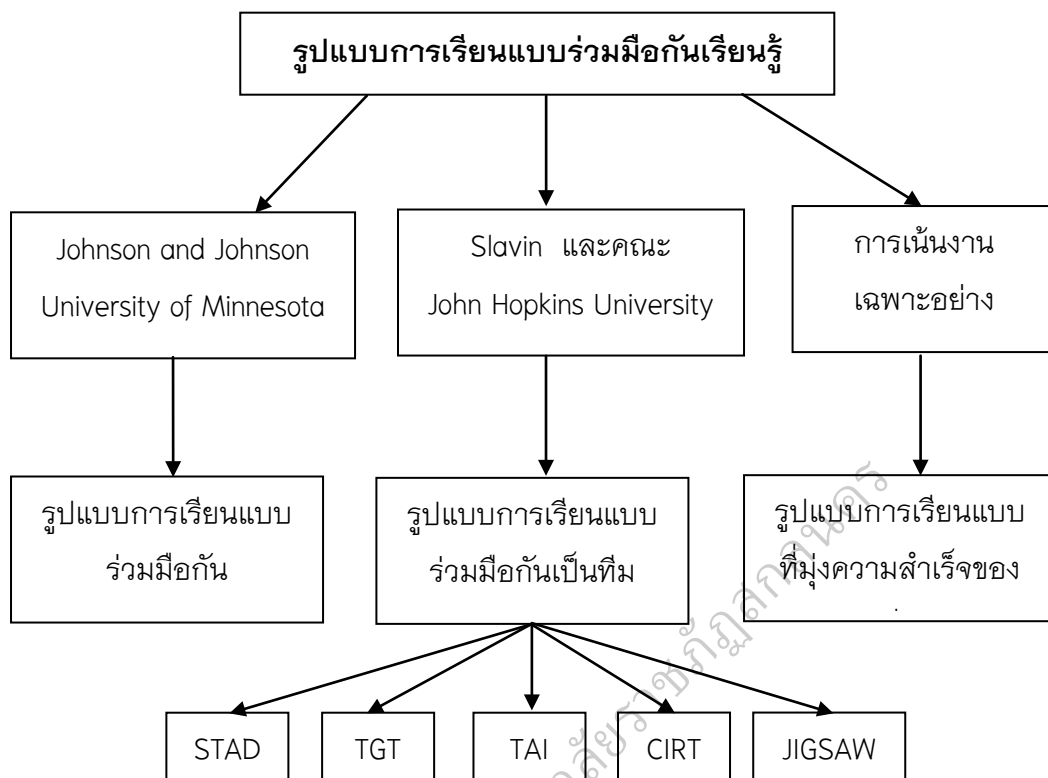 รูปแบบการเรียนแบบร่วมมือกันเรียนรู้
Johnson and Johnson
University of Minnesota
Slavin และคณะ
John Hopkins University
การเน้นงาน
เฉพาะอย่าง
รูปแบบการเรียนแบบ
ร่วมมือกัน
รูปแบบการเรียนแบบ
ร่วมมือกันเป็นทีม
รูปแบบการเรียนแบบ
ที่มุ่งความสำเร็จของ
STAD
TGT
TAI
CIRT
JIGSAW